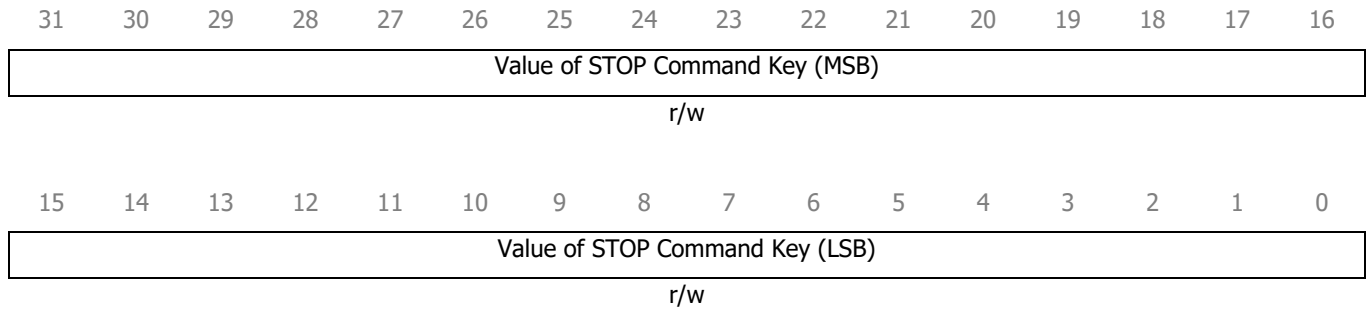 31 30 29 28 27 26 25 24 23 22 21 20 19 18 17 16
Value of STOP Command Key (MSB)
r/w
15 14 13 12 11 10 9 8 7 6 5 4 3 2 1 0
Value of STOP Command Key (LSB)
r/w